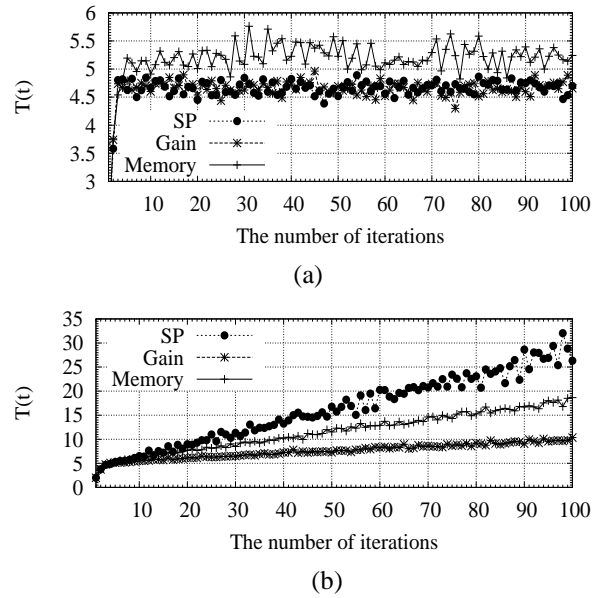 6
5.5
5
4.5
4
3.5
3
T(t)
SP
Gain
Memory
10 20 30 40 50 60 70 80 90 100
The number of iterations
(a)
35
30
25
20
15
10
5
0
T(t)
SP
Gain
Memory
10 20 30 40 50 60 70 80 90 100
The number of iterations
(b)